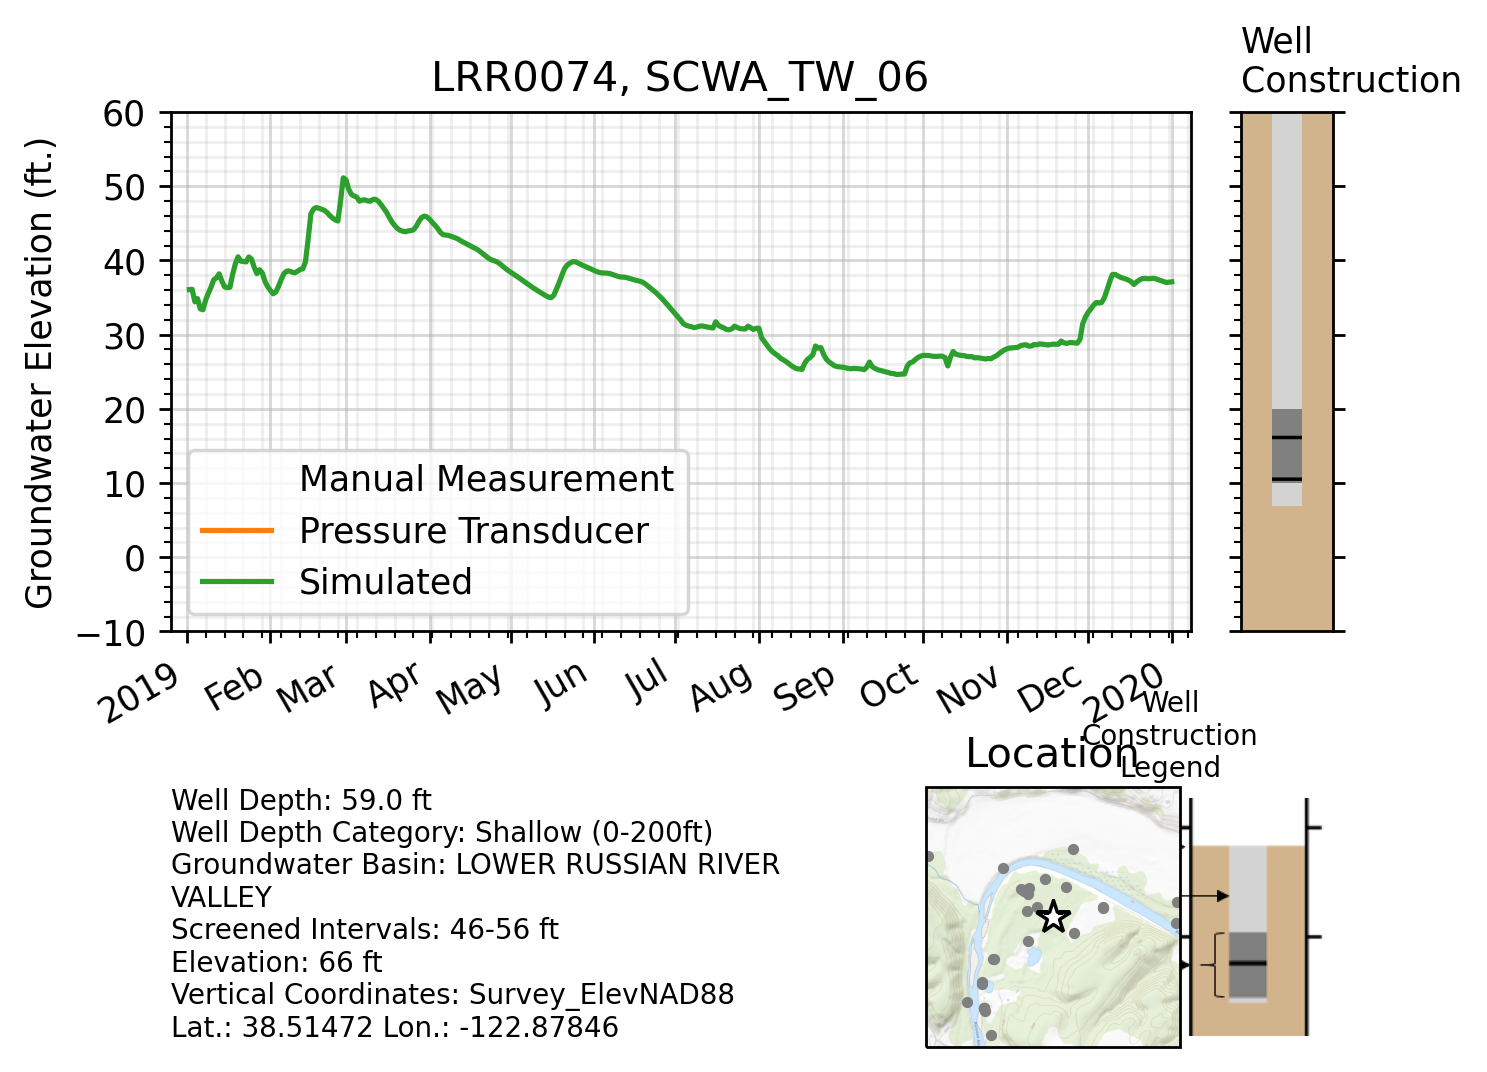 Well
Construction
LRR0074, SCWA_TW_06
Groundwater Elevation (ft.)
60
50
40
30
20
10
0
−10
Manual Measurement
Pressure Transducer
Simulated
2019
Feb
Mar
Apr
May
Jun
Jul
Aug
Sep
Oct
Nov
Dec
2020
Well
Construction
Legend
Location
Well Depth: 59.0 ft
Well Depth Category: Shallow (0-200ft)
Groundwater Basin: LOWER RUSSIAN RIVER
VALLEY
Screened Intervals: 46-56 ft
Elevation: 66 ft
Vertical Coordinates: Survey_ElevNAD88
Lat.: 38.51472 Lon.: -122.87846